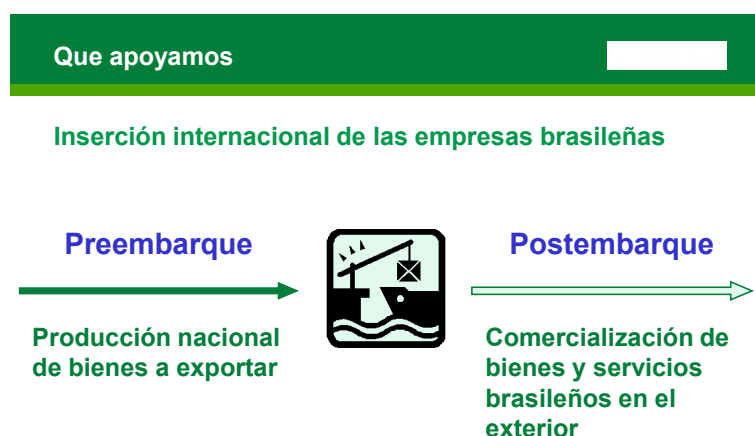 Que apoyamos
Inserción internacional de las empresas brasileñas
Preembarque
Postembarque
Producción nacional
de bienes a exportar
Comercialización de
bienes y servicios
brasileños en el
exterior